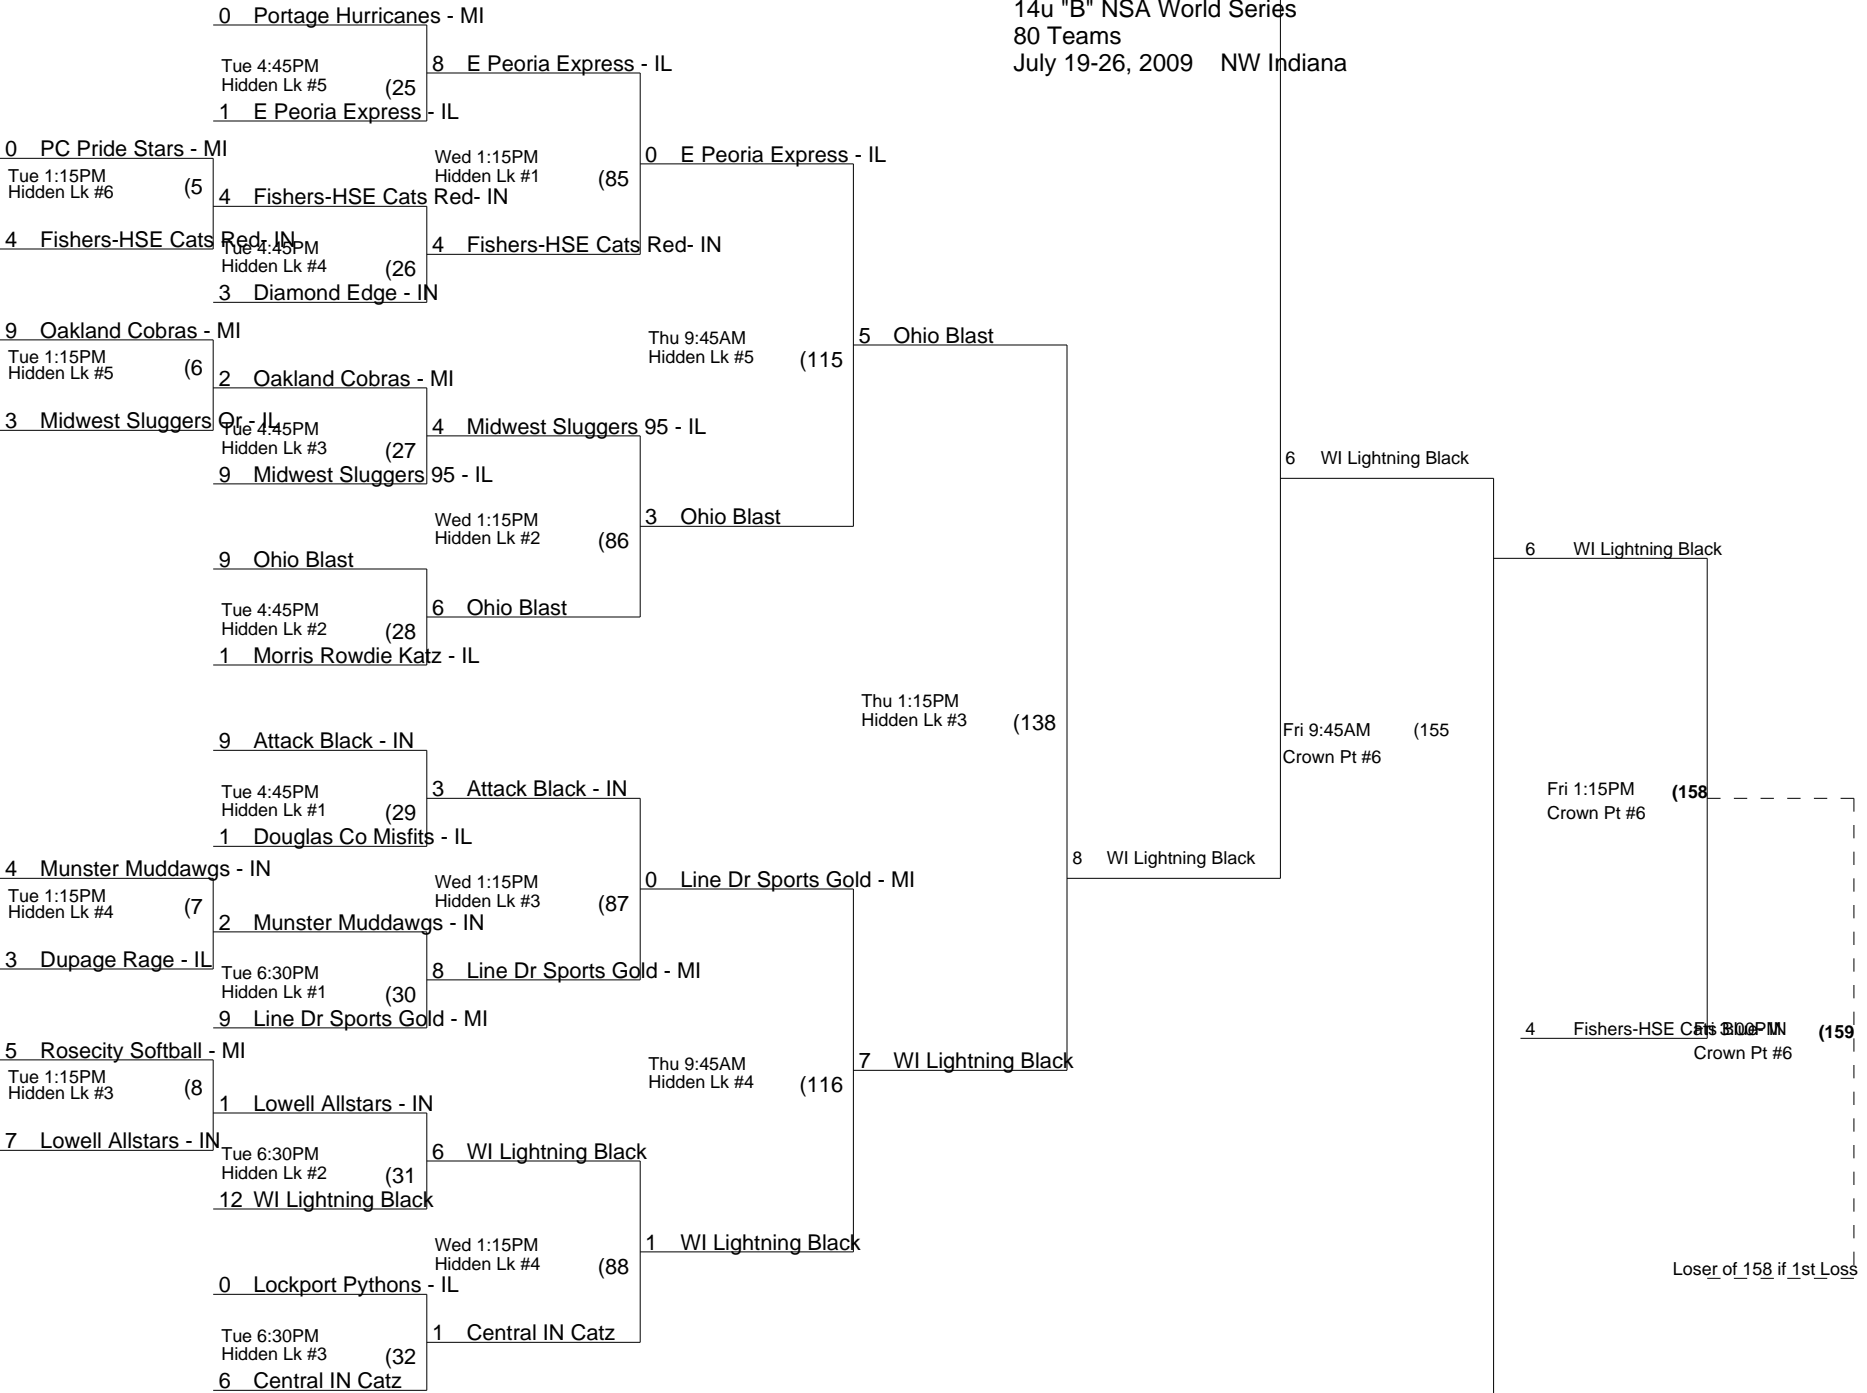 14u "B" NSA World Series
80 Teams
July 19-26, 2009 NW Indiana
0 Portage Hurricanes - MI
Tue 4:45PM
Hidden Lk #5 (25
1 E Peoria Express - IL
8 E Peoria Express - IL
0 PC Pride Stars - MI
Tue 1:15PM
Hidden Lk #6 (5
4 Fishers-HSE Cats Red- IN
4 Fishers-HSE Cats Red- IN
Tue 4:45PM
Hidden Lk #4 (26
3 Diamond Edge - IN
4 Fishers-HSE Cats Red- IN
Wed 1:15PM
Hidden Lk #1 (85
0 E Peoria Express - IL
9 Oakland Cobras - MI
Tue 1:15PM
Hidden Lk #5 (6
3 Midwest Sluggers Or - IL
2 Oakland Cobras - MI
Tue 4:45PM
Hidden Lk #3 (27
9 Midwest Sluggers 95 - IL
4 Midwest Sluggers 95 - IL
Wed 1:15PM
Hidden Lk #2 (86
3 Ohio Blast
9 Ohio Blast
Tue 4:45PM
Hidden Lk #2 (28
1 Morris Rowdie Katz - IL
6 Ohio Blast
Thu 9:45AM
Hidden Lk #5 (115
5 Ohio Blast
9 Attack Black - IN
Tue 4:45PM
Hidden Lk #1 (29
1 Douglas Co Misfits - IL
3 Attack Black - IN
4 Munster Muddawgs - IN
Tue 1:15PM
Hidden Lk #4 (7
3 Dupage Rage - IL
2 Munster Muddawgs - IN
Tue 6:30PM
Hidden Lk #1 (30
9 Line Dr Sports Gold - MI
8 Line Dr Sports Gold - MI
Wed 1:15PM
Hidden Lk #3 (87
0 Line Dr Sports Gold - MI
5 Rosecity Softball - MI
Tue 1:15PM
Hidden Lk #3 (8
7 Lowell Allstars - IN
1 Lowell Allstars - IN
Tue 6:30PM
Hidden Lk #2 (31
12 WI Lightning Black
6 WI Lightning Black
Wed 1:15PM
Hidden Lk #4 (88
1 WI Lightning Black
0 Lockport Pythons - IL
Tue 6:30PM
Hidden Lk #3 (32
6 Central IN Catz
1 Central IN Catz
Thu 9:45AM
Hidden Lk #4 (116
7 WI Lightning Black
Thu 1:15PM
Hidden Lk #3 (138
8 WI Lightning Black
Fri 9:45AM (155
Crown Pt #6
6 WI Lightning Black
6 WI Lightning Black
Fri 1:15PM (158
Crown Pt #6
4 Fishers-HSE Cats Blue- IN
Fri 3:00PM (159
Crown Pt #6
Loser of 158 if 1st Loss